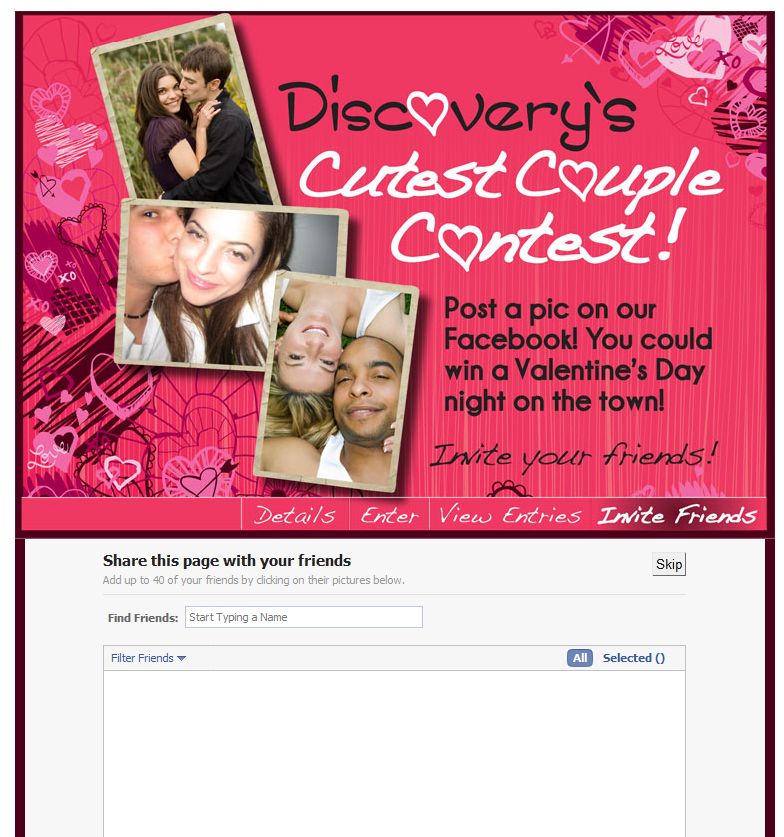 Love
XO
Discovery's
Cutest Couple
Contest!
XO
XO
Post a pic on our
Facebook! You could
win a Valentine's Day
night on the town!
Love
Invite your friends!
Details Enter View Entries Invite Friends
Share this page with your friends
Skip
Add up to 40 of your friends by clicking on their pictures below.
Find Friends: Start Typing a Name
Filter Friends All Selected ()